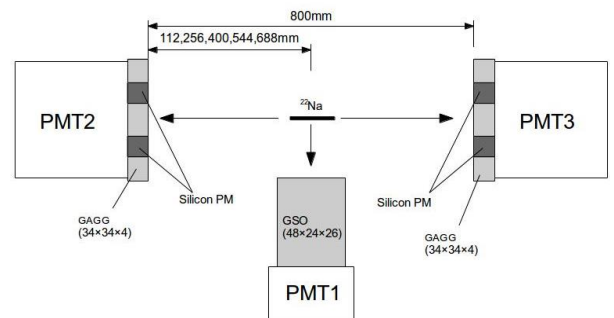 800mm
112,256,400,544,688mm
²²Na
PMT2
PMT3
Silicon PM
Silicon PM
GAGG
(34×34×4)
GSO
(48×24×26)
GAGG
(34×34×4)
PMT1